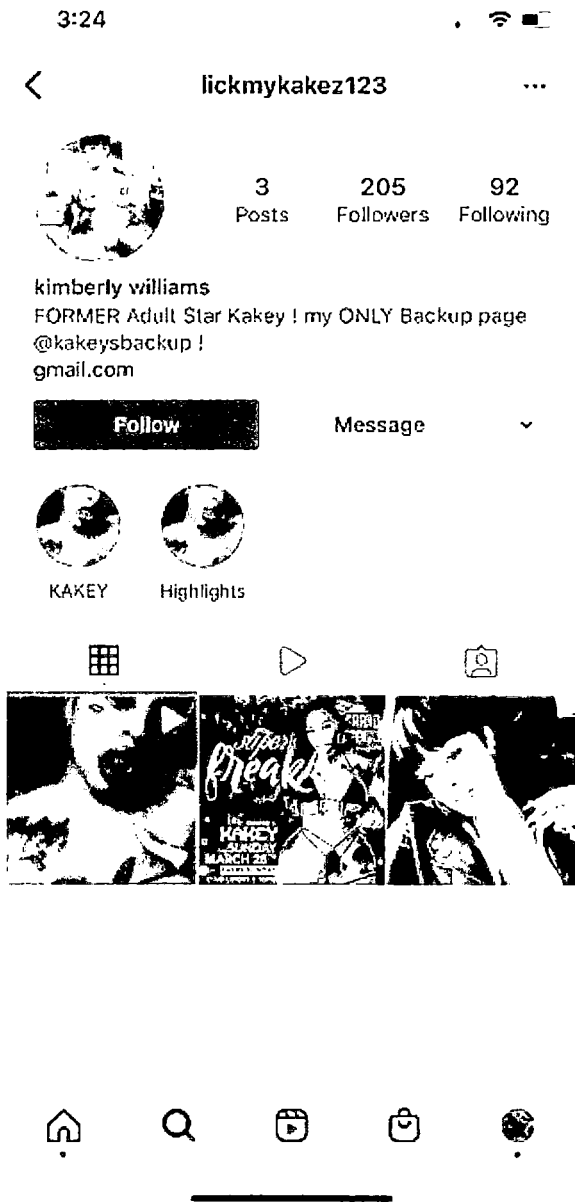 3:24
lickmykakez123
3 205 92
Posts Followers Following
kimberly williams
FORMER Adult Star Kakey ! my ONLY Backup page
@kakeysbackup !
gmail.com
Follow Message
KAKEY Highlights
freaks
KAKEY
SUNDAY
MARCH 28